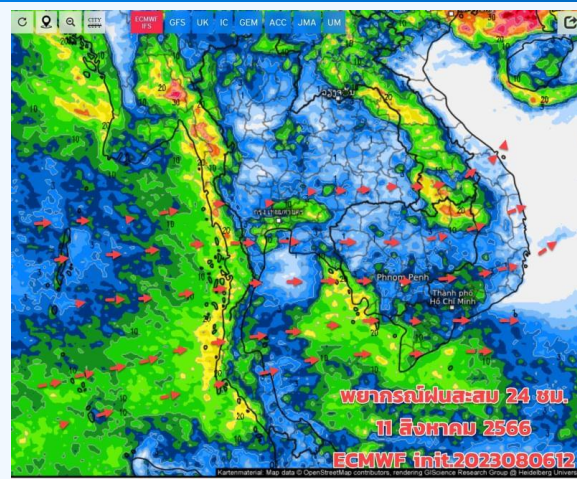 CITY
CITY
ECMWF
IFS
GFS
UK
IC
GEM
ACC
JMA
UM
Phnom Penh
Thành phố
Hồ Chí Minh
พยากรณ์ฝนสะสม 24 ชม.
11 สิงหาคม 2566
ECMWF init.2023080612
Kartenmaterial: Map data © OpenStreetMap contributors, rendering GIScience Research Group @ Heidelberg